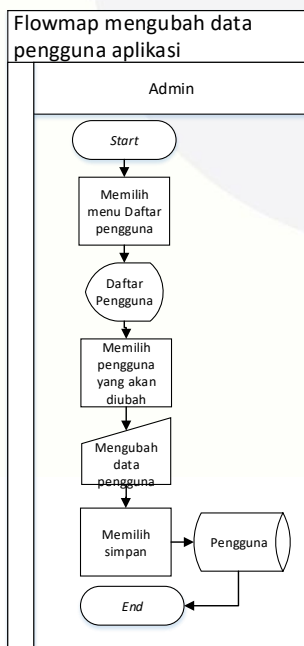 Flowmap mengubah data
pengguna aplikasi
Admin
Start
Memilih
menu Daftar
pengguna
Daftar
Pengguna
Memilih
pengguna
yang akan
diubah
Mengubah
data
pengguna
Memilih
simpan
Pengguna
End